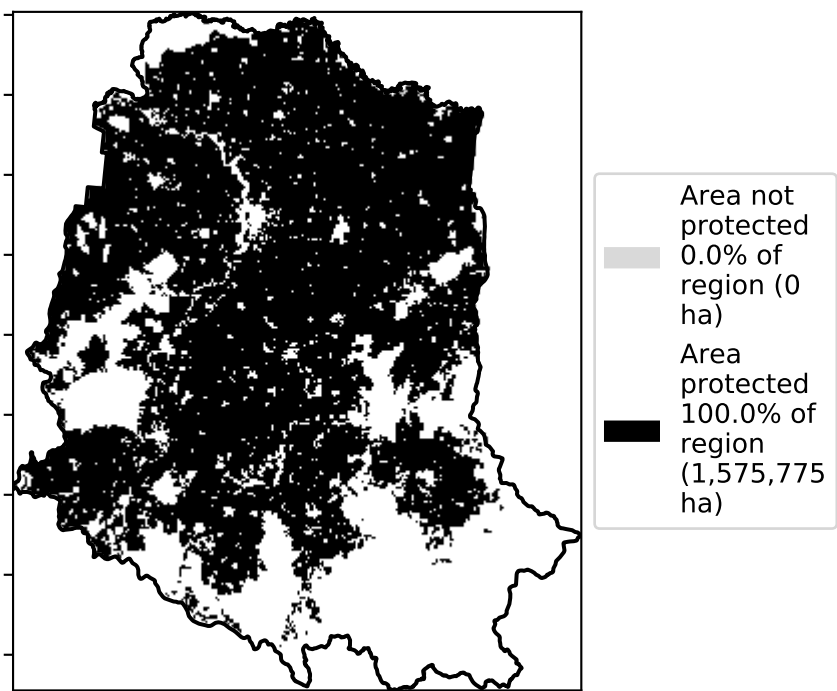 Area not
protected
0.0% of
region (0
ha)
Area
protected
100.0% of
region
(1,575,775
ha)